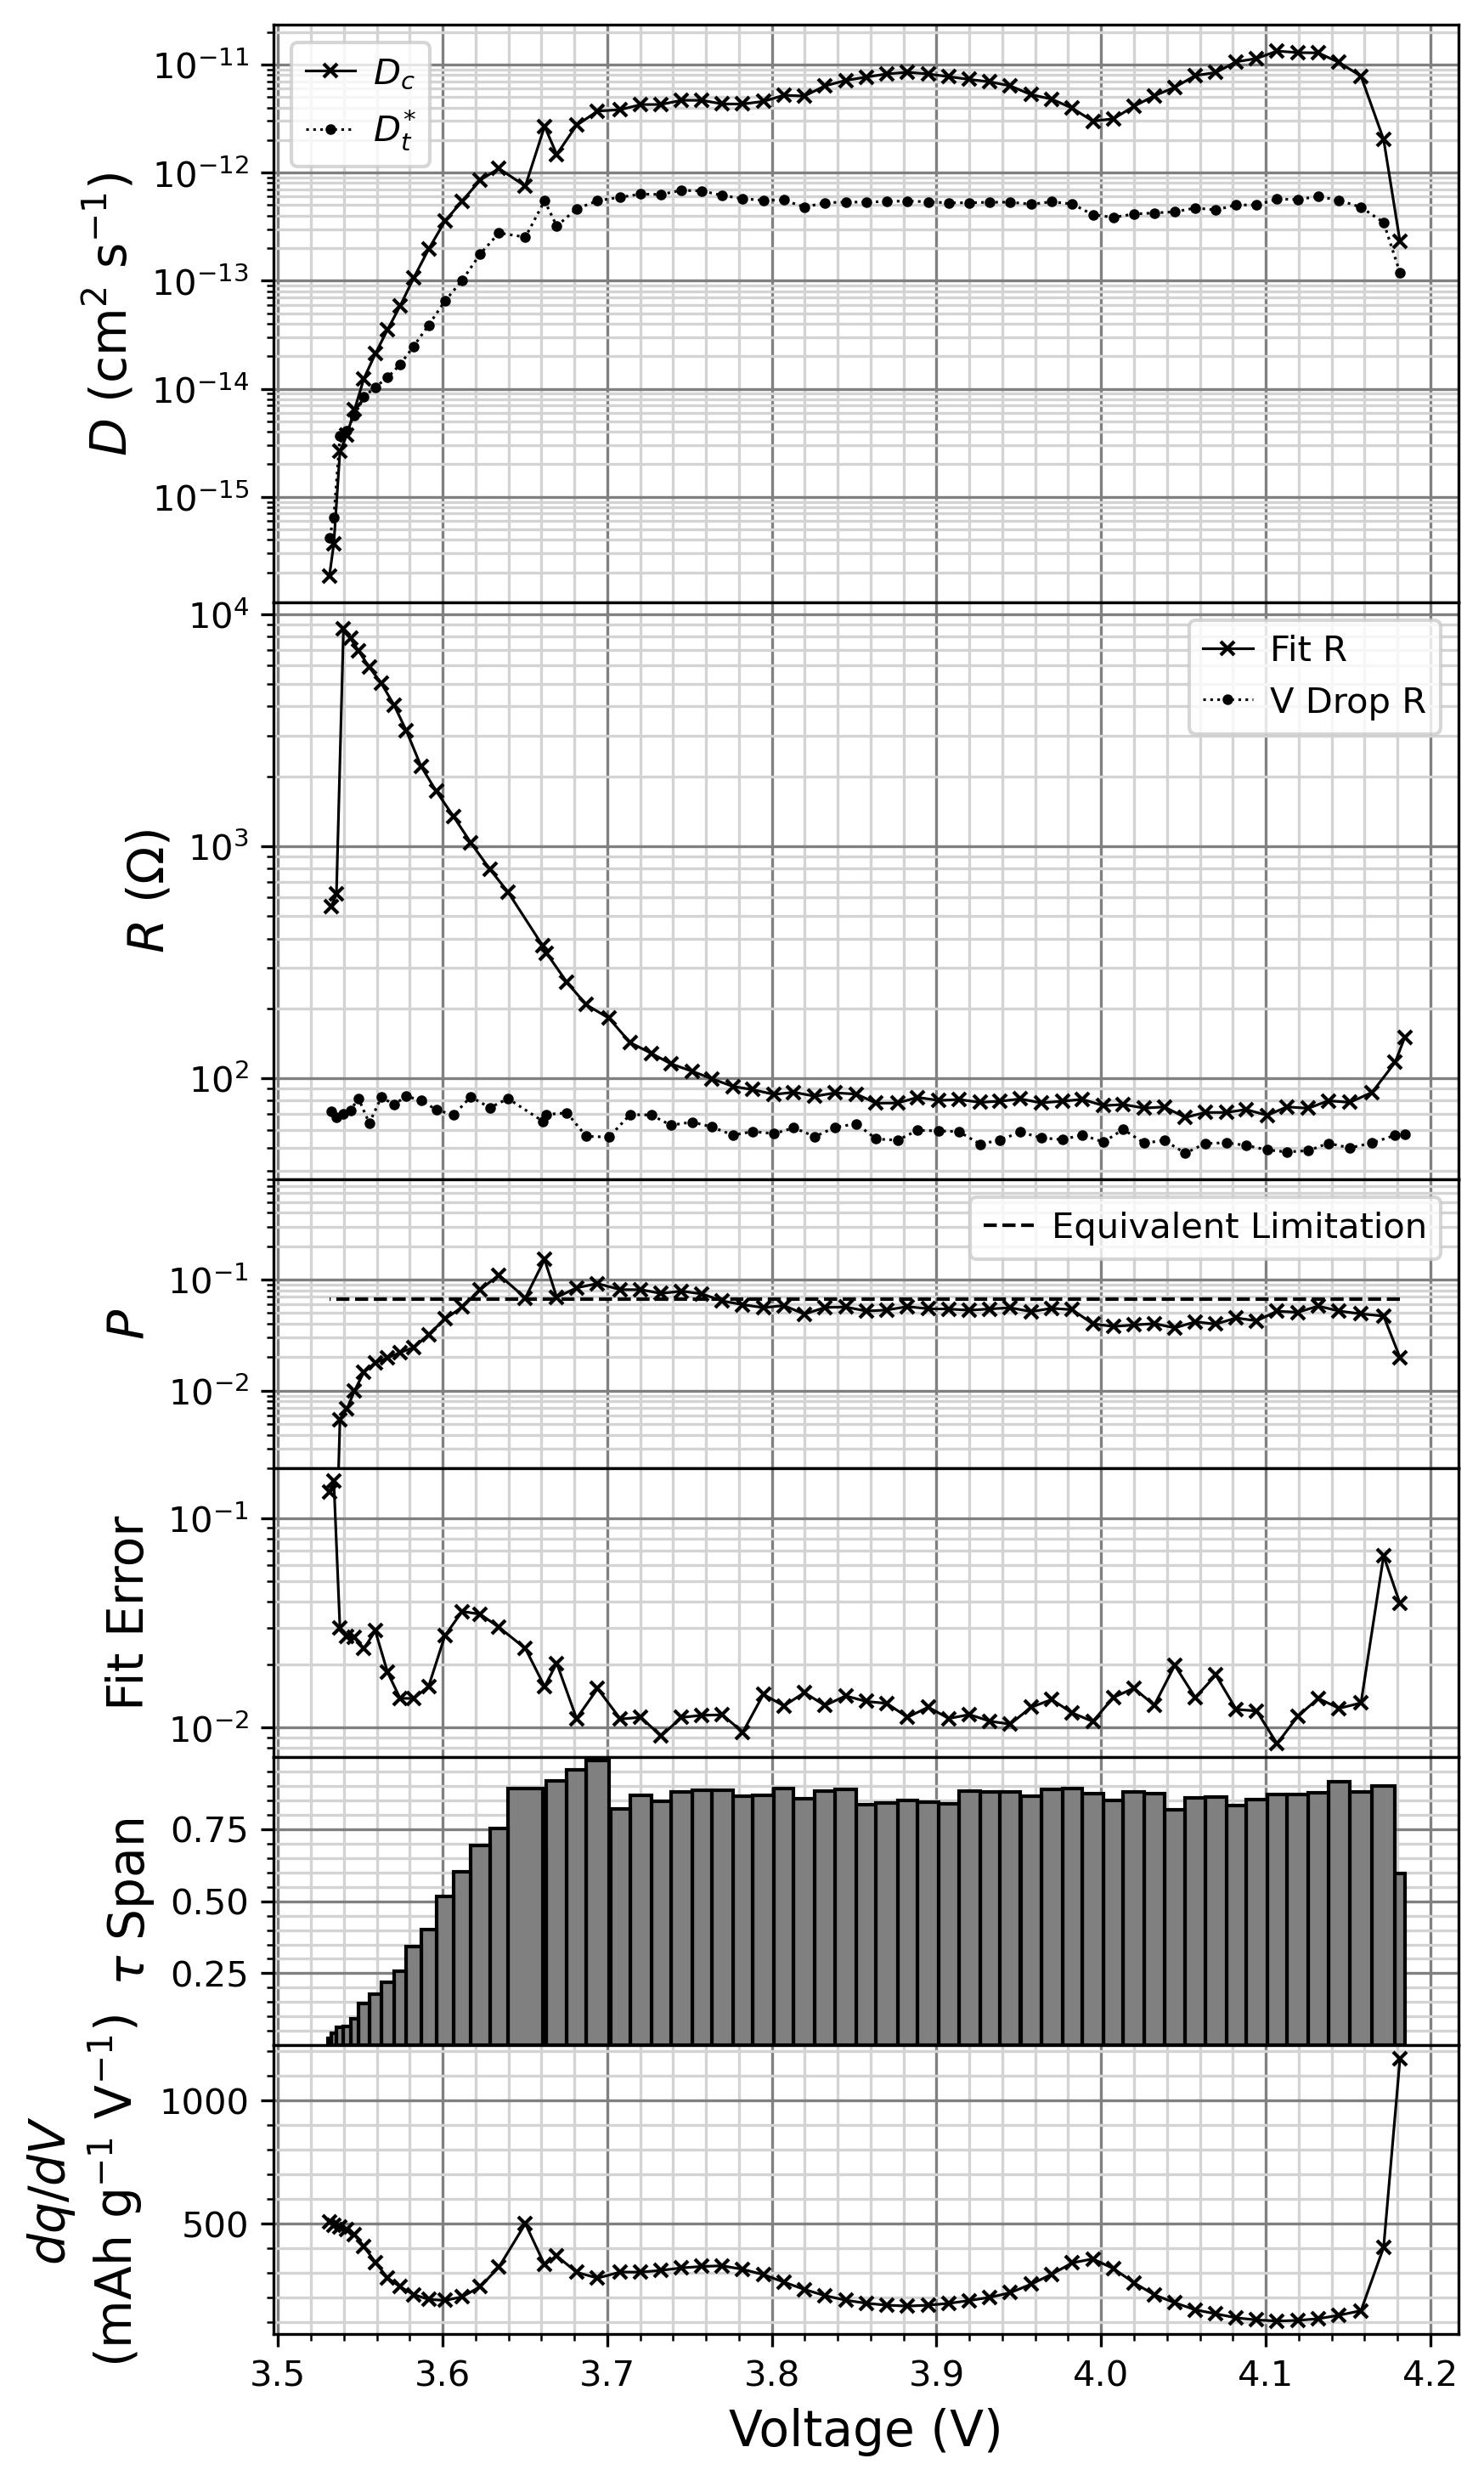 10⁻¹¹
10⁻¹²
10⁻¹³
10⁻¹⁴
10⁻¹⁵
D (cm² s⁻¹)
D_c
D_t^*
10⁴
10³
10²
R (Ω)
Fit R
V Drop R
10⁻¹
10⁻²
P
Equivalent Limitation
10⁻¹
10⁻²
Fit Error
0.75
0.50
0.25
τ Span
1000
500
dq/dV
(mAh g⁻¹ V⁻¹)
3.5 3.6 3.7 3.8 3.9 4.0 4.1 4.2
Voltage (V)